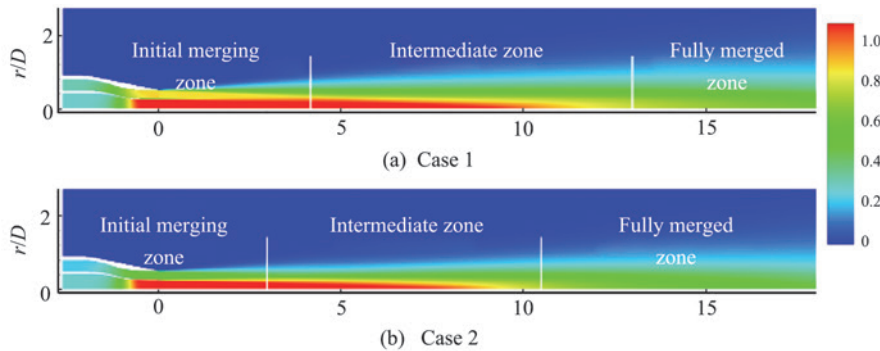 2
r/D
0
Initial merging
zone
Intermediate zone
Fully merged
zone
0 5 10 15
(a) Case 1
2
r/D
0
Initial merging
zone
Intermediate zone
Fully merged
zone
0 5 10 15
(b) Case 2
1.0
0.8
0.6
0.4
0.2
0